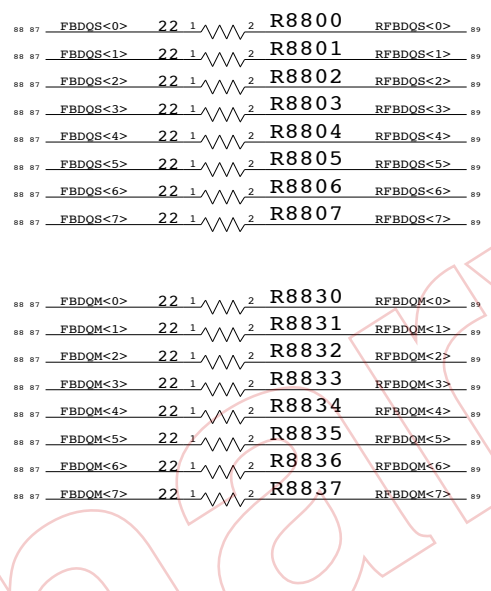 88 87 FBDQS<0> 22 1 2 R8800 RFBDQS<0> 89
88 87 FBDQS<1> 22 1 2 R8801 RFBDQS<1> 89
88 87 FBDQS<2> 22 1 2 R8802 RFBDQS<2> 89
88 87 FBDQS<3> 22 1 2 R8803 RFBDQS<3> 89
88 87 FBDQS<4> 22 1 2 R8804 RFBDQS<4> 89
88 87 FBDQS<5> 22 1 2 R8805 RFBDQS<5> 89
88 87 FBDQS<6> 22 1 2 R8806 RFBDQS<6> 89
88 87 FBDQS<7> 22 1 2 R8807 RFBDQS<7> 89
88 87 FBDQM<0> 22 1 2 R8830 RFBDQM<0> 89
88 87 FBDQM<1> 22 1 2 R8831 RFBDQM<1> 89
88 87 FBDQM<2> 22 1 2 R8832 RFBDQM<2> 89
88 87 FBDQM<3> 22 1 2 R8833 RFBDQM<3> 89
88 87 FBDQM<4> 22 1 2 R8834 RFBDQM<4> 89
88 87 FBDQM<5> 22 1 2 R8835 RFBDQM<5> 89
88 87 FBDQM<6> 22 1 2 R8836 RFBDQM<6> 89
88 87 FBDQM<7> 22 1 2 R8837 RFBDQM<7> 89